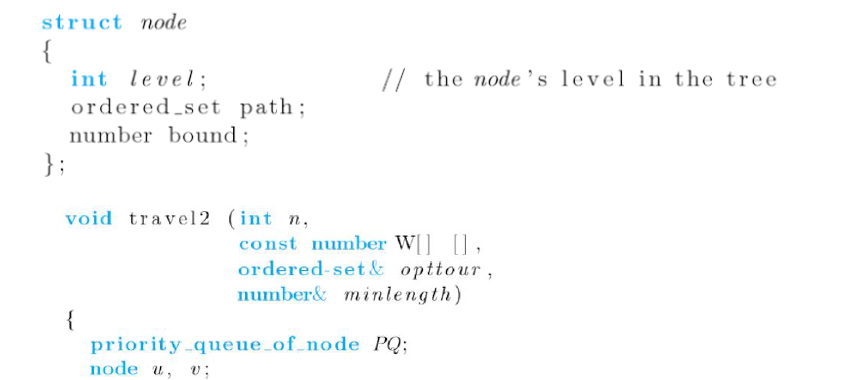 struct node
{
int level; // the node's level in the tree
ordered_set path;
number bound;
};
void travel2 (int n,
const number W[] [],
ordered-set& opttour,
number& minlength)
{
priority_queue_of_node PQ;
node u, v;